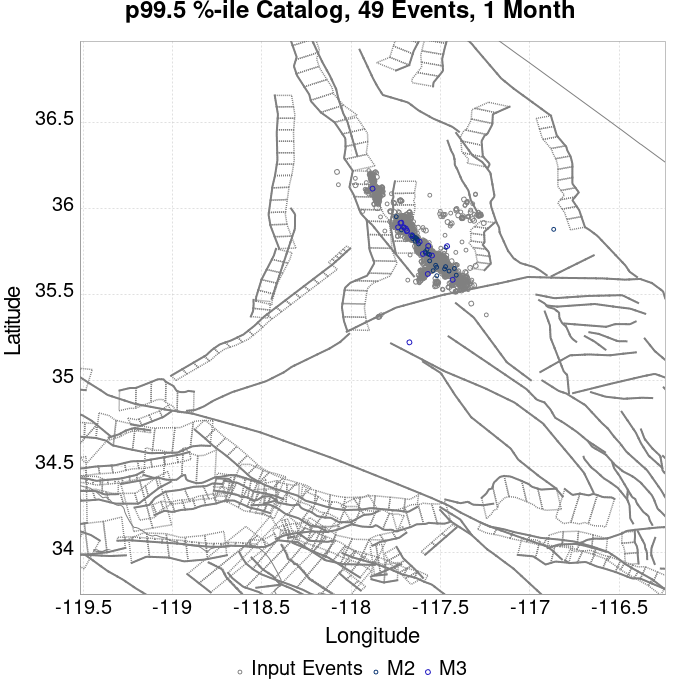 p99.5 %-ile Catalog, 49 Events, 1 Month
36.5
36
35.5
35
34.5
34
Latitude
-119.5 -119 -118.5 -118 -117.5 -117 -116.5
Longitude
Input Events M2 M3